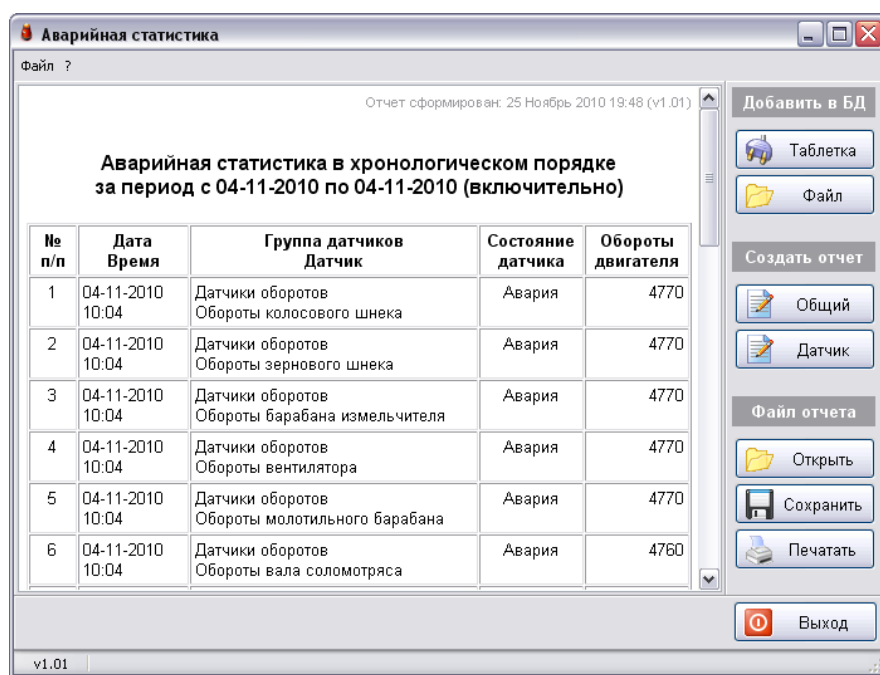 Аварийная статистика
Файл ?
Отчет сформирован: 25 Ноябрь 2010 19:48 (v1.01)
Аварийная статистика в хронологическом порядке
за период с 04-11-2010 по 04-11-2010 (включительно)
№ п/п Дата Время Группа датчиков Датчик Состояние датчика Обороты двигателя
1 04-11-2010 10:04 Датчики оборотов Обороты колосового шнека Авария 4770
2 04-11-2010 10:04 Датчики оборотов Обороты зернового шнека Авария 4770
3 04-11-2010 10:04 Датчики оборотов Обороты барабана измельчителя Авария 4770
4 04-11-2010 10:04 Датчики оборотов Обороты вентилятора Авария 4770
5 04-11-2010 10:04 Датчики оборотов Обороты молотильного барабана Авария 4770
6 04-11-2010 10:04 Датчики оборотов Обороты вала соломотряса Авария 4760
Добавить в БД
Таблетка
Файл
Создать отчет
Общий
Датчик
Файл отчета
Открыть
Сохранить
Печатать
Выход
v1.01